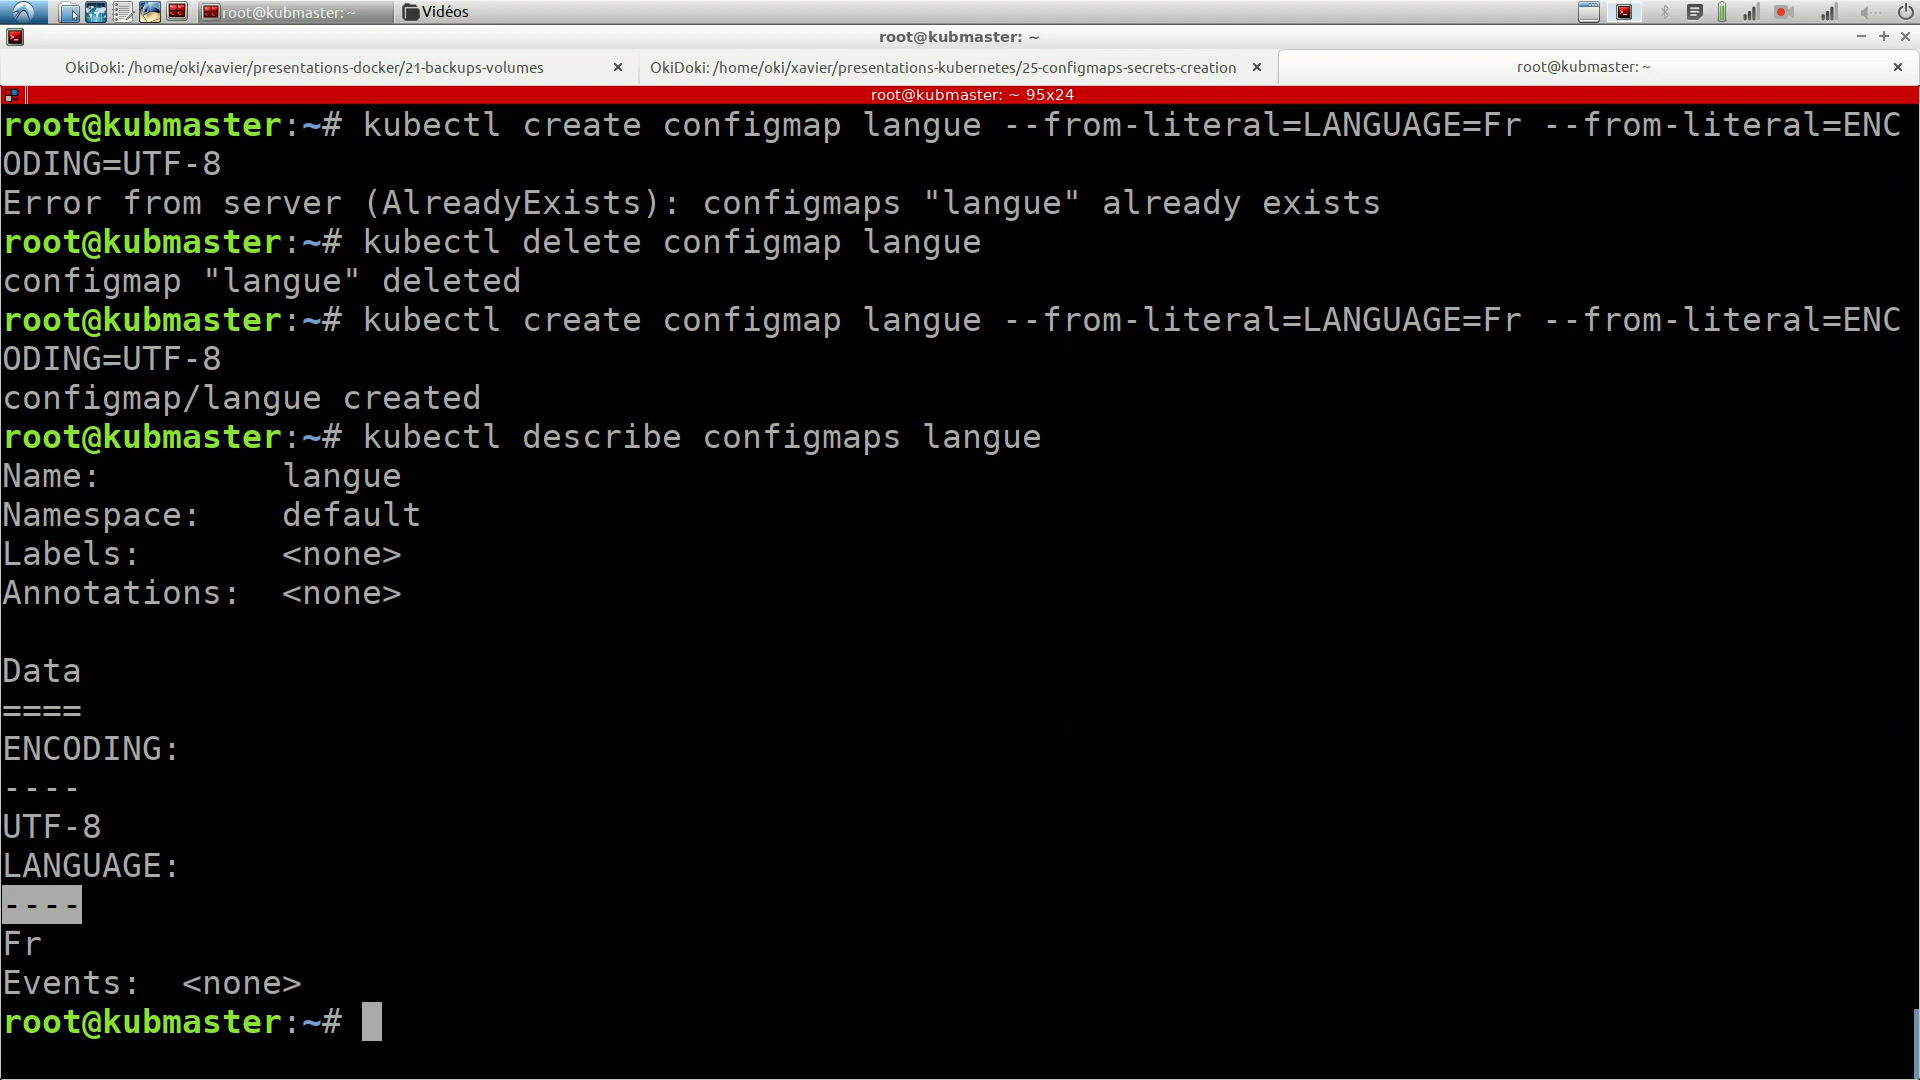 root@kubmaster: ~
Vidéos
root@kubmaster: ~
OkiDoki: /home/oki/xavier/presentations-docker/21-backups-volumes
OkiDoki: /home/oki/xavier/presentations-kubernetes/25-configmaps-secrets-creation
root@kubmaster: ~
root@kubmaster: ~ 95x24
root@kubmaster:~# kubectl create configmap langue --from-literal=LANGUAGE=Fr --from-literal=ENC
ODING=UTF-8
Error from server (AlreadyExists): configmaps "langue" already exists
root@kubmaster:~# kubectl delete configmap langue
configmap "langue" deleted
root@kubmaster:~# kubectl create configmap langue --from-literal=LANGUAGE=Fr --from-literal=ENC
ODING=UTF-8
configmap/langue created
root@kubmaster:~# kubectl describe configmaps langue
Name:         langue
Namespace:    default
Labels:       <none>
Annotations:  <none>
Data
====
ENCODING:
----
UTF-8
LANGUAGE:
----
Fr
Events:  <none>
root@kubmaster:~#